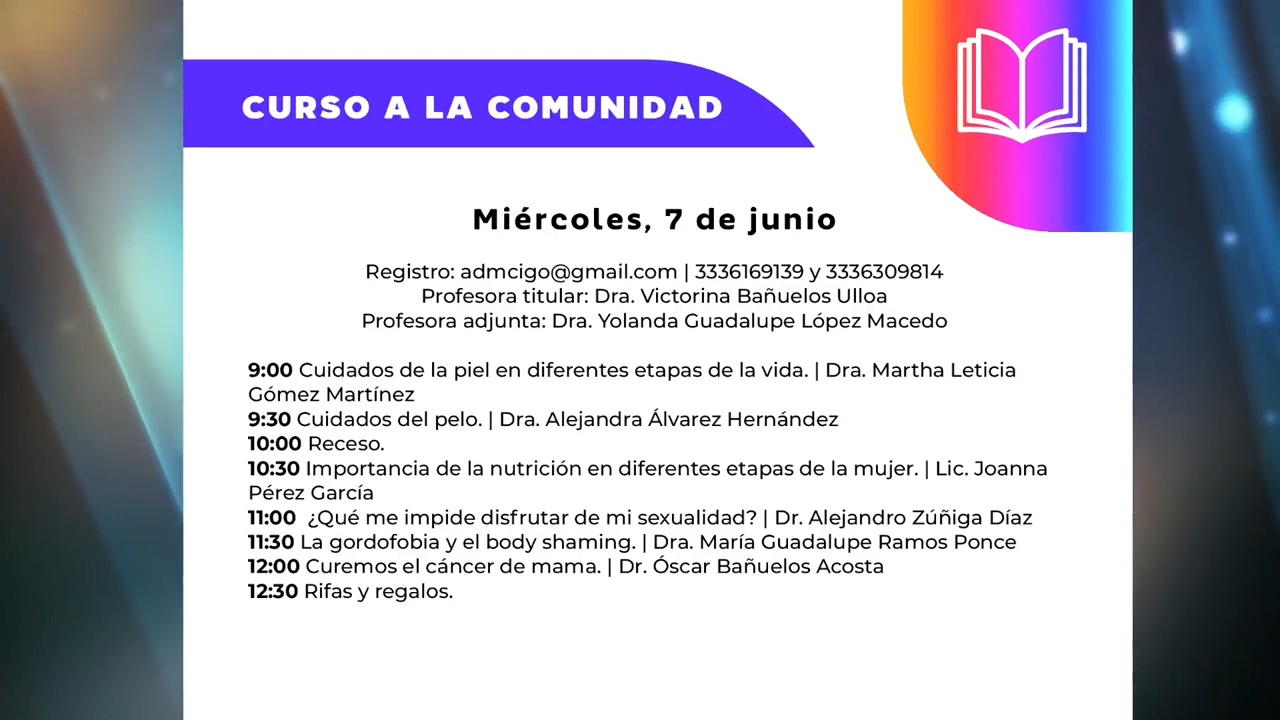 CURSO A LA COMUNIDAD
Miércoles, 7 de junio
Registro: admcigo@gmail.com | 3336169139 y 3336309814
Profesora titular: Dra. Victorina Bañuelos Ulloa
Profesora adjunta: Dra. Yolanda Guadalupe López Macedo
9:00 Cuidados de la piel en diferentes etapas de la vida. | Dra. Martha Leticia
Gómez Martínez
9:30 Cuidados del pelo. | Dra. Alejandra Álvarez Hernández
10:00 Receso.
10:30 Importancia de la nutrición en diferentes etapas de la mujer. | Lic. Joanna
Pérez García
11:00 ¿Qué me impide disfrutar de mi sexualidad? | Dr. Alejandro Zúñiga Díaz
11:30 La gordofobia y el body shaming. | Dra. María Guadalupe Ramos Ponce
12:00 Curemos el cáncer de mama. | Dr. Óscar Bañuelos Acosta
12:30 Rifas y regalos.